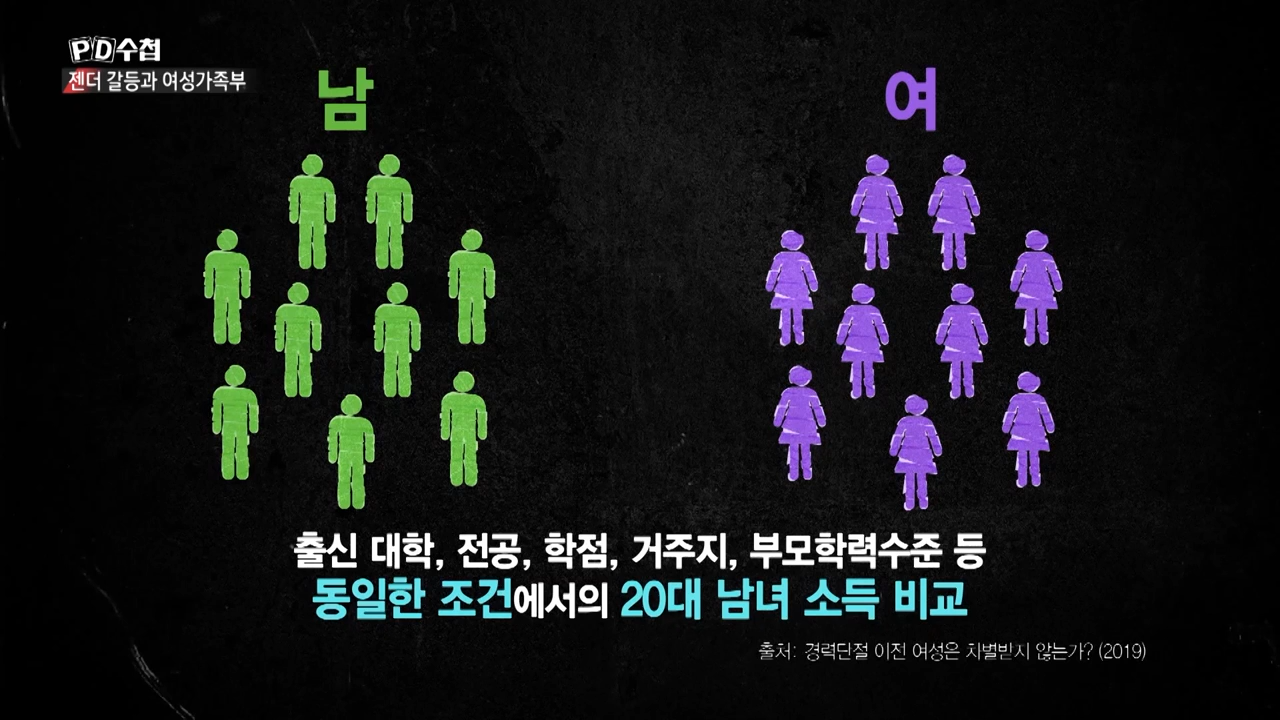 PD수첩
젠더 갈등과 여성가족부
남
여
출신 대학, 전공, 학점, 거주지, 부모학력수준 등
동일한 조건에서의 20대 남녀 소득 비교
출처: 경력단절 이전 여성은 차별받지 않는가? (2019)